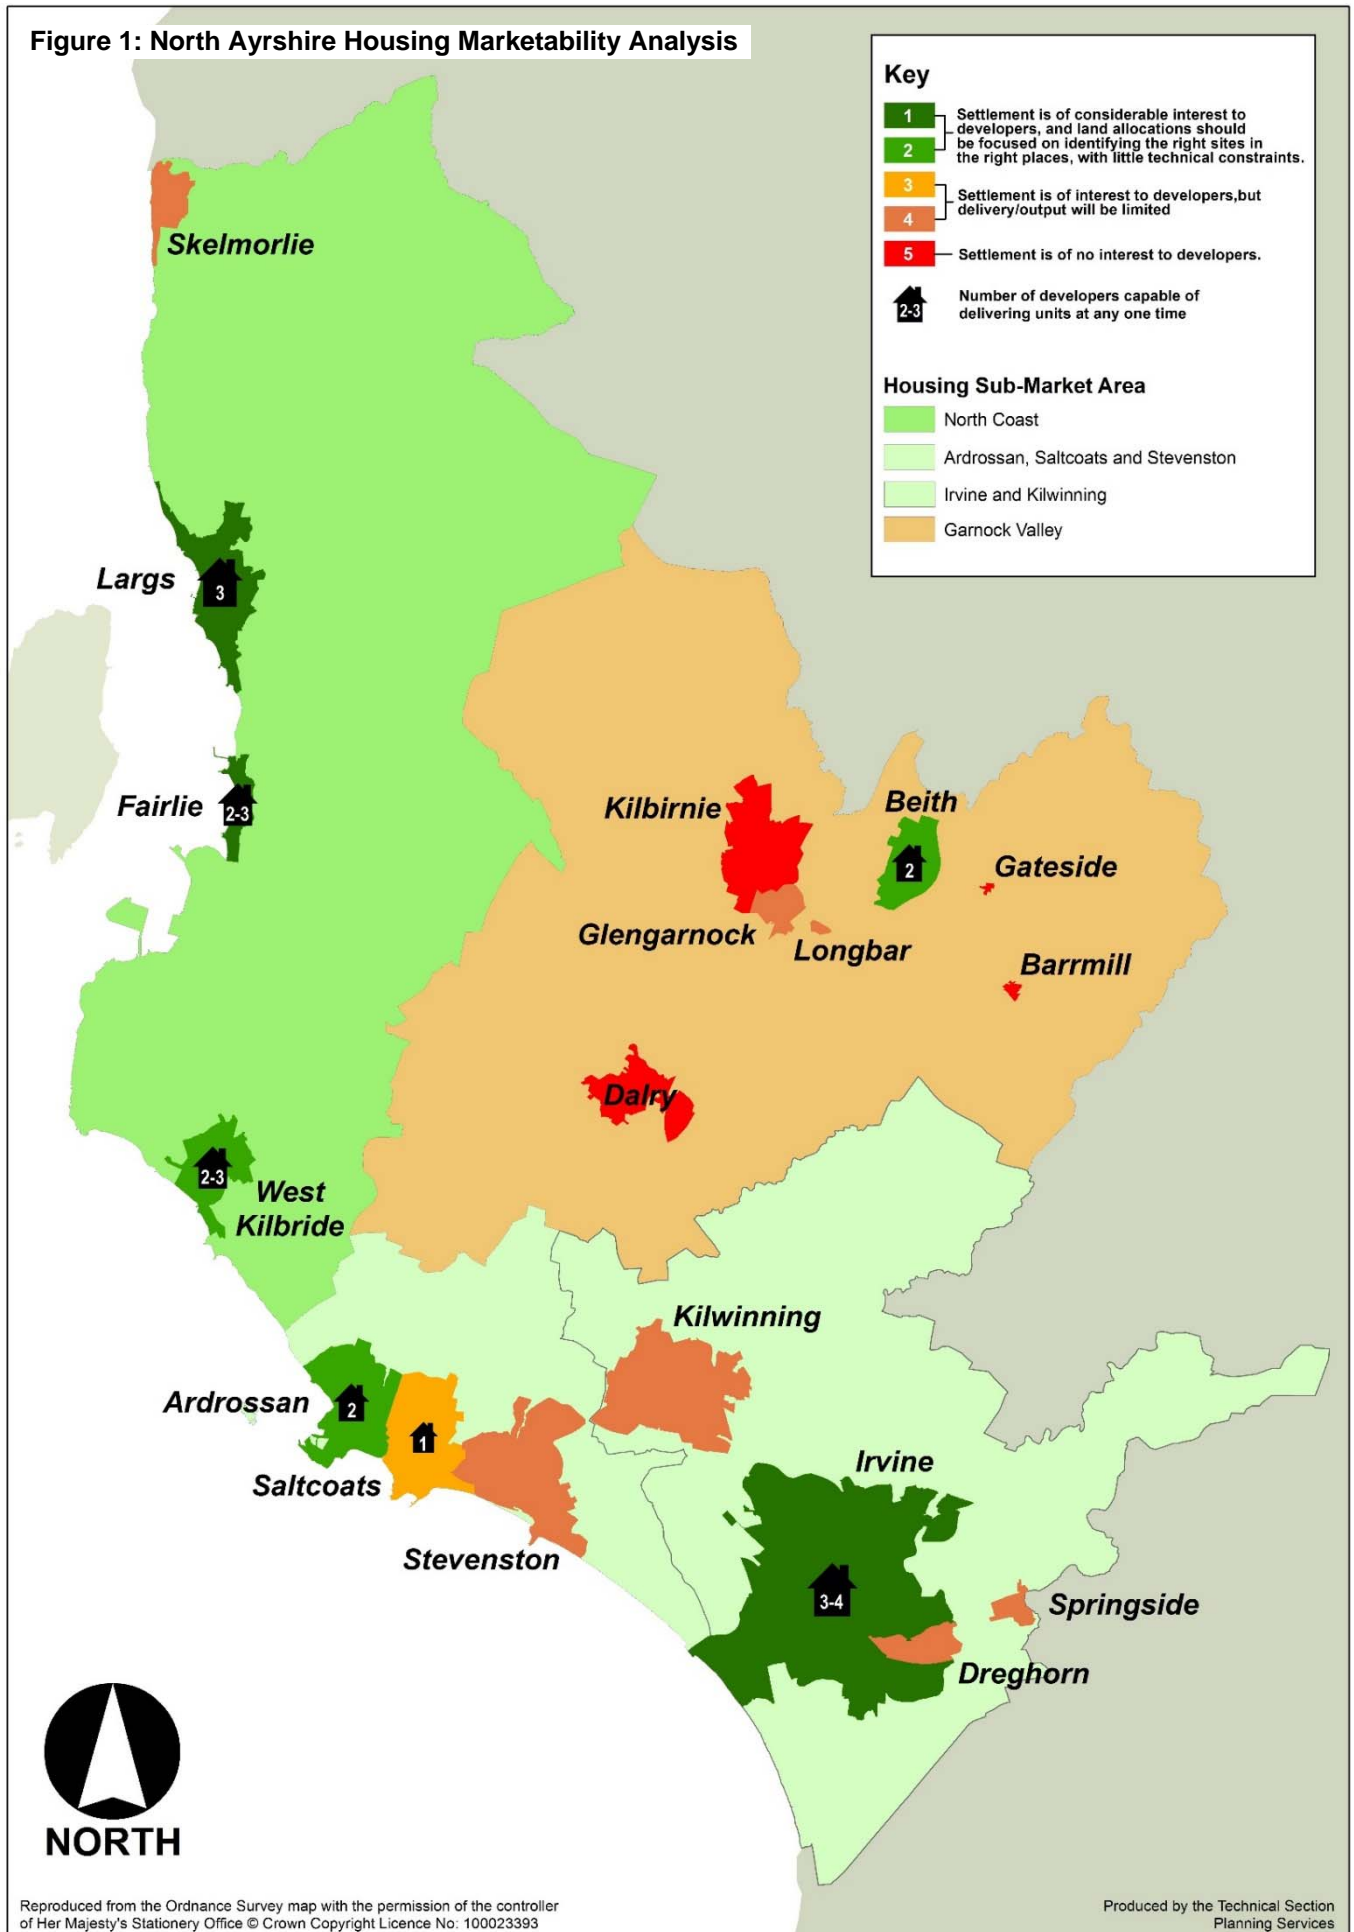 Figure 1: North Ayrshire Housing Marketability Analysis
Key
1
2
Settlement is of considerable interest to
developers, and land allocations should
be focused on identifying the right sites in
the right places, with little technical constraints.
3
4
Settlement is of interest to developers,but
delivery/output will be limited
5
Settlement is of no interest to developers.
2-3
Number of developers capable of
delivering units at any one time
Housing Sub-Market Area
North Coast
Ardrossan, Saltcoats and Stevenston
Irvine and Kilwinning
Garnock Valley
Skelmorlie
Largs
3
Fairlie
2-3
Kilbirnie
Beith
2
Gateside
Glengarnock
Longbar
Barrmill
Dalry
2-3
West
Kilbride
Kilwinning
Ardrossan
2
1
Saltcoats
Irvine
Stevenston
3-4
Springside
Dreghorn
NORTH
Reproduced from the Ordnance Survey map with the permission of the controller
of Her Majesty's Stationery Office © Crown Copyright Licence No: 100023393
Produced by the Technical Section
Planning Services